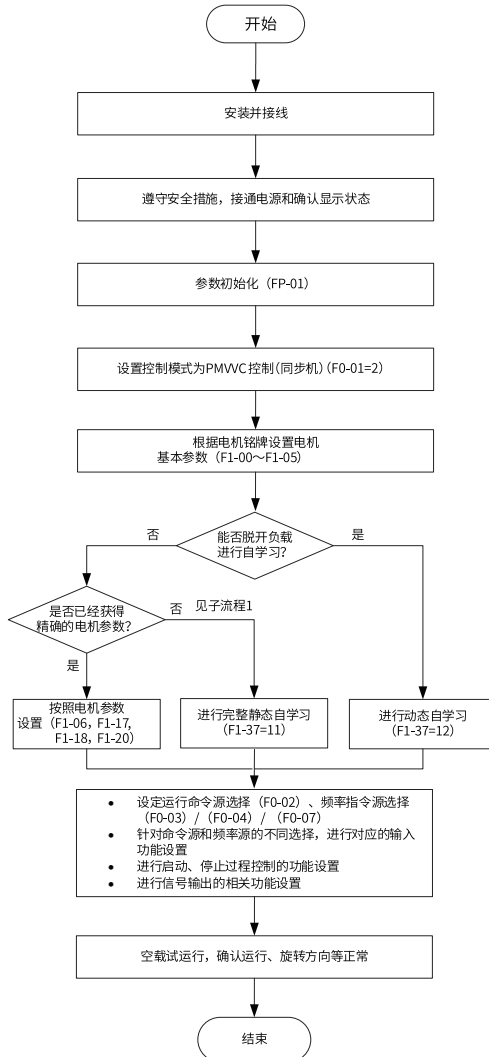 开始
安装并接线
遵守安全措施，接通电源和确认显示状态
参数初始化（FP-01）
设置控制模式为PMVVC控制（同步机）（F0-01=2）
根据电机铭牌设置电机
基本参数（F1-00～F1-05）
能否脱开负载
进行自学习？
否
是
是否已经获得
精确的电机参数？
否
见子流程1
是
按照电机参数
设置（F1-06，F1-17，
F1-18，F1-20）
进行完整静态自学习
（F1-37=11）
进行动态自学习
（F1-37=12）
• 设定运行命令源选择（F0-02）、频率指令源选择
（F0-03）/（F0-04）/ （F0-07）
• 针对命令源和频率源的不同选择，进行对应的输入
功能设置
• 进行启动、停止过程控制的功能设置
• 进行信号输出的相关功能设置
空载试运行，确认运行、旋转方向等正常
结束